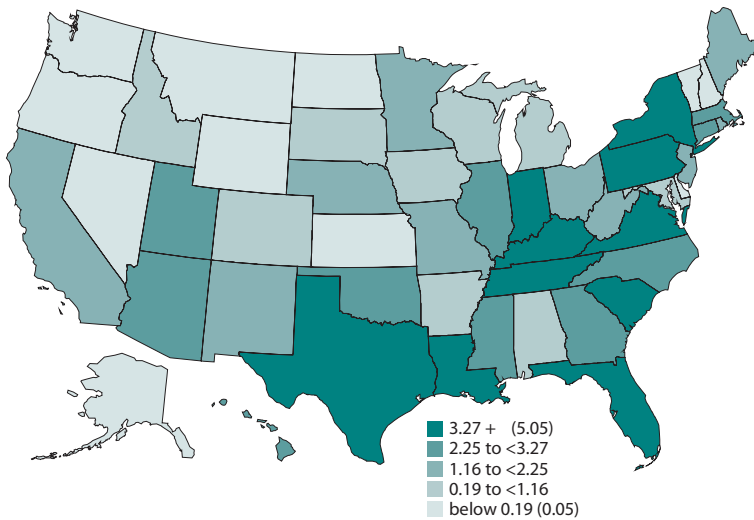 3.27 + (5.05)
2.25 to <3.27
1.16 to <2.25
0.19 to <1.16
below 0.19 (0.05)